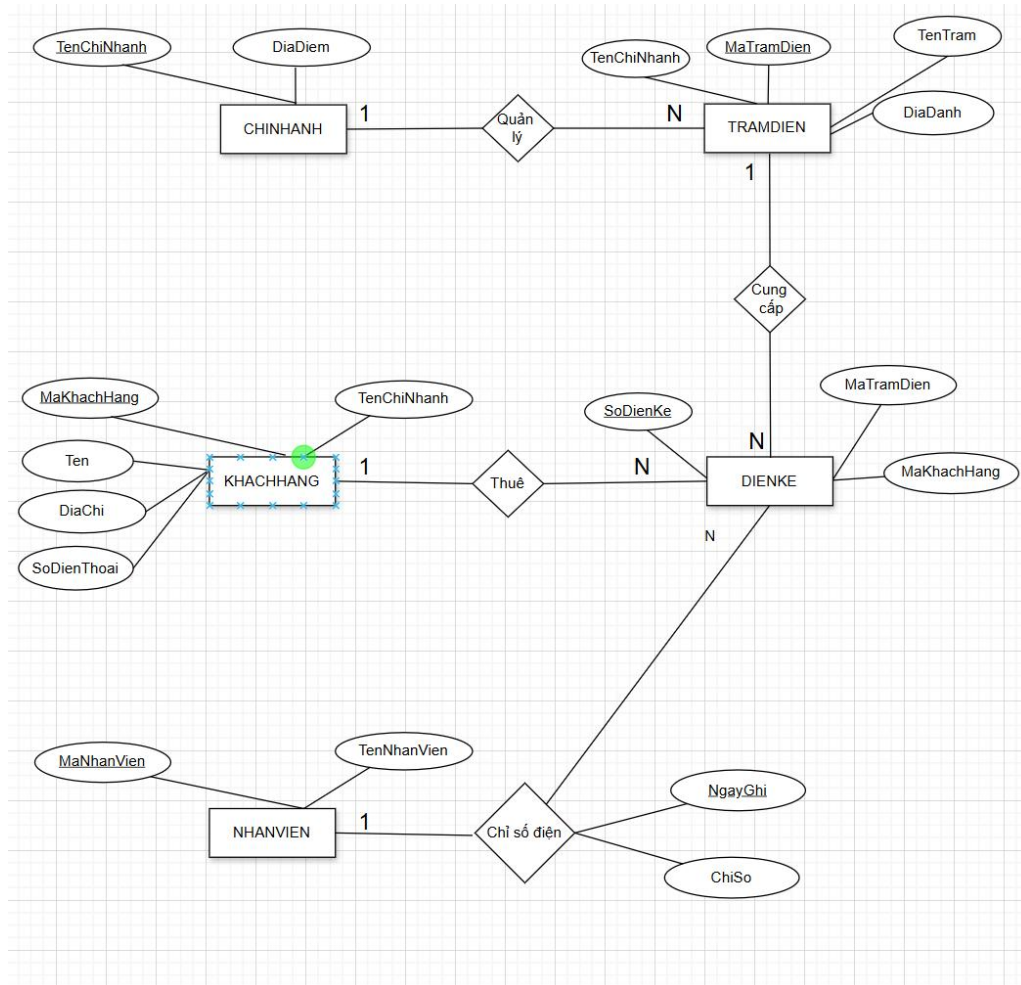 TenChiNhanh
DiaDiem
TenChiNhanh
MaTramDien
TenTram
DiaDanh
CHINHANH
1
Quản
lý
N
TRAMDIEN
1
Cung
cấp
MaKhachHang
TenChiNhanh
SoDienKe
MaTramDien
N
Ten
KHACHHANG
1
Thuê
N
DIENKE
MaKhachHang
DiaChi
SoDienThoai
N
MaNhanVien
TenNhanVien
NgayGhi
NHANVIEN
1
Chỉ số điện
ChiSo